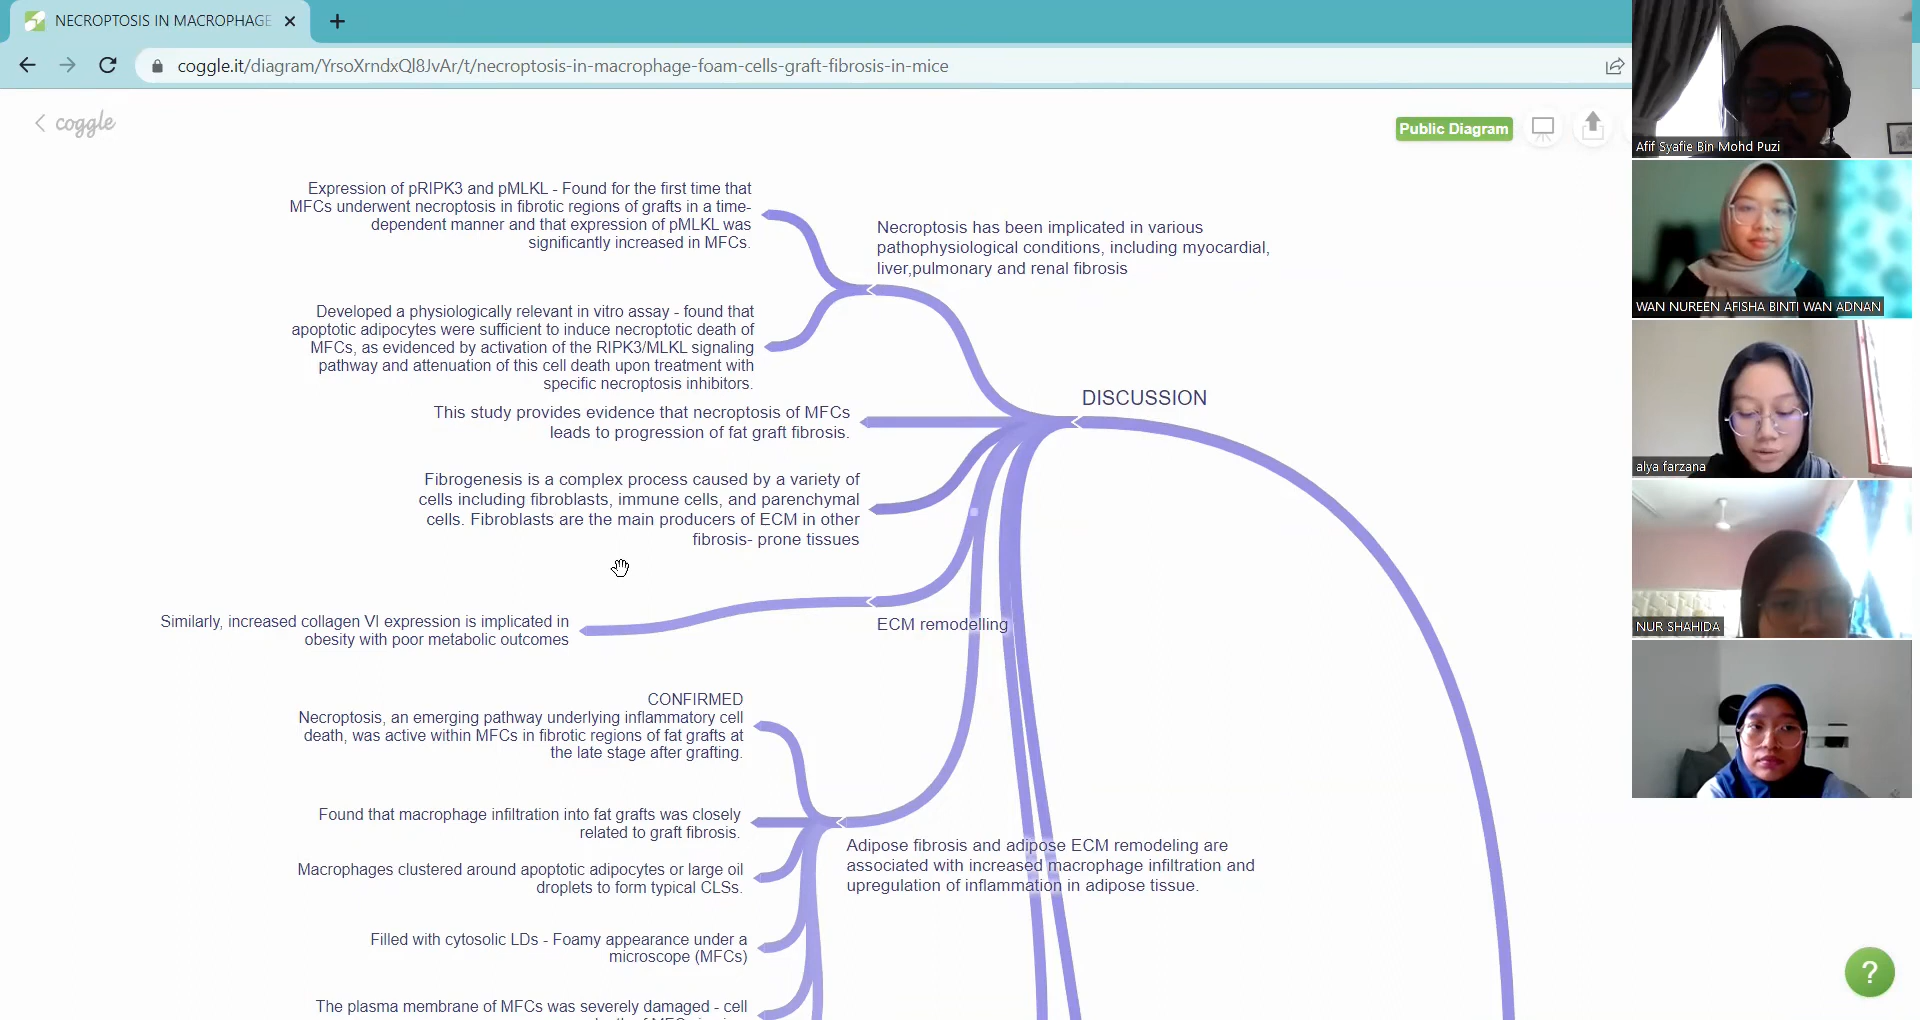 NECROPTOSIS IN MACROPHAGE
coggle.it/diagram/YrsoXrndxQl8JvAr/t/necroptosis-in-macrophage-foam-cells-graft-fibrosis-in-mice
coggle
Public Diagram
Expression of pRIPK3 and pMLKL - Found for the first time that
MFCs underwent necroptosis in fibrotic regions of grafts in a time-
dependent manner and that expression of pMLKL was
significantly increased in MFCs.
Necroptosis has been implicated in various
pathophysiological conditions, including myocardial,
liver,pulmonary and renal fibrosis
Developed a physiologically relevant in vitro assay - found that
apoptotic adipocytes were sufficient to induce necroptotic death of
MFCs, as evidenced by activation of the RIPK3/MLKL signaling
pathway and attenuation of this cell death upon treatment with
specific necroptosis inhibitors.
DISCUSSION
This study provides evidence that necroptosis of MFCs
leads to progression of fat graft fibrosis.
Fibrogenesis is a complex process caused by a variety of
cells including fibroblasts, immune cells, and parenchymal
cells. Fibroblasts are the main producers of ECM in other
fibrosis- prone tissues
Similarly, increased collagen VI expression is implicated in
obesity with poor metabolic outcomes
ECM remodelling
CONFIRMED
Necroptosis, an emerging pathway underlying inflammatory cell
death, was active within MFCs in fibrotic regions of fat grafts at
the late stage after grafting.
Found that macrophage infiltration into fat grafts was closely
related to graft fibrosis.
Adipose fibrosis and adipose ECM remodeling are
associated with increased macrophage infiltration and
upregulation of inflammation in adipose tissue.
Macrophages clustered around apoptotic adipocytes or large oil
droplets to form typical CLSs.
Filled with cytosolic LDs - Foamy appearance under a
microscope (MFCs)
The plasma membrane of MFCs was severely damaged - cell
Afif Syafie Bin Mohd Puzi
WAN NUREEN AFISHA BINTI WAN ADNAN
alya farzana
NUR SHAHIDA
?